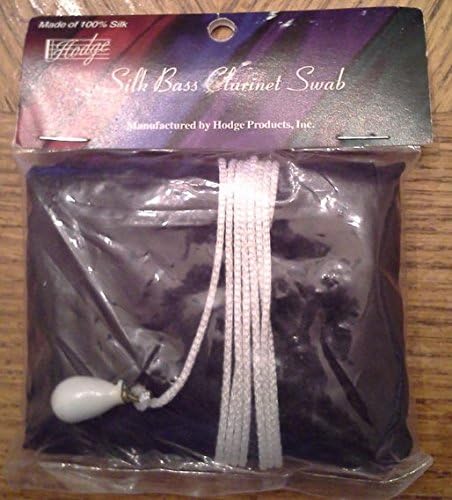 Made of 100% Silk
Hodge
Silk Bass Clarinet Swab
Manufactured by Hodge Products, Inc.